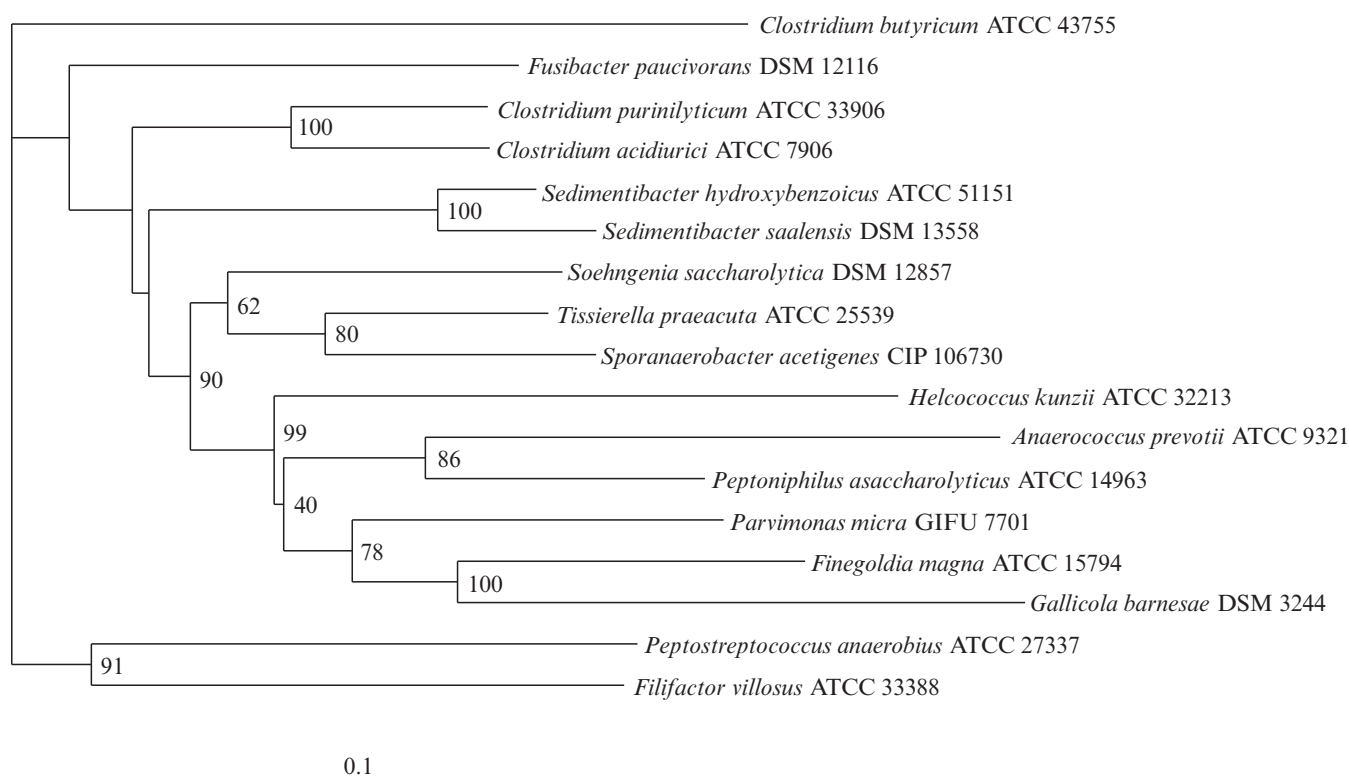 Clostridium butyricum ATCC 43755
Fusibacter paucivorans DSM 12116
Clostridium purinilyticum ATCC 33906
100
Clostridium acidiurici ATCC 7906
Sedimentibacter hydroxybenzoicus ATCC 51151
100
Sedimentibacter saalensis DSM 13558
Soehngenia saccharolytica DSM 12857
62
Tissierella praeacuta ATCC 25539
80
Sporanaerobacter acetigenes CIP 106730
90
Helcococcus kunzii ATCC 32213
99
Anaerococcus prevotii ATCC 9321
86
Peptoniphilus asaccharolyticus ATCC 14963
40
Parvimonas micra GIFU 7701
78
Finegoldia magna ATCC 15794
100
Gallicola barnesae DSM 3244
Peptostreptococcus anaerobius ATCC 27337
91
Filifactor villosus ATCC 33388
0.1